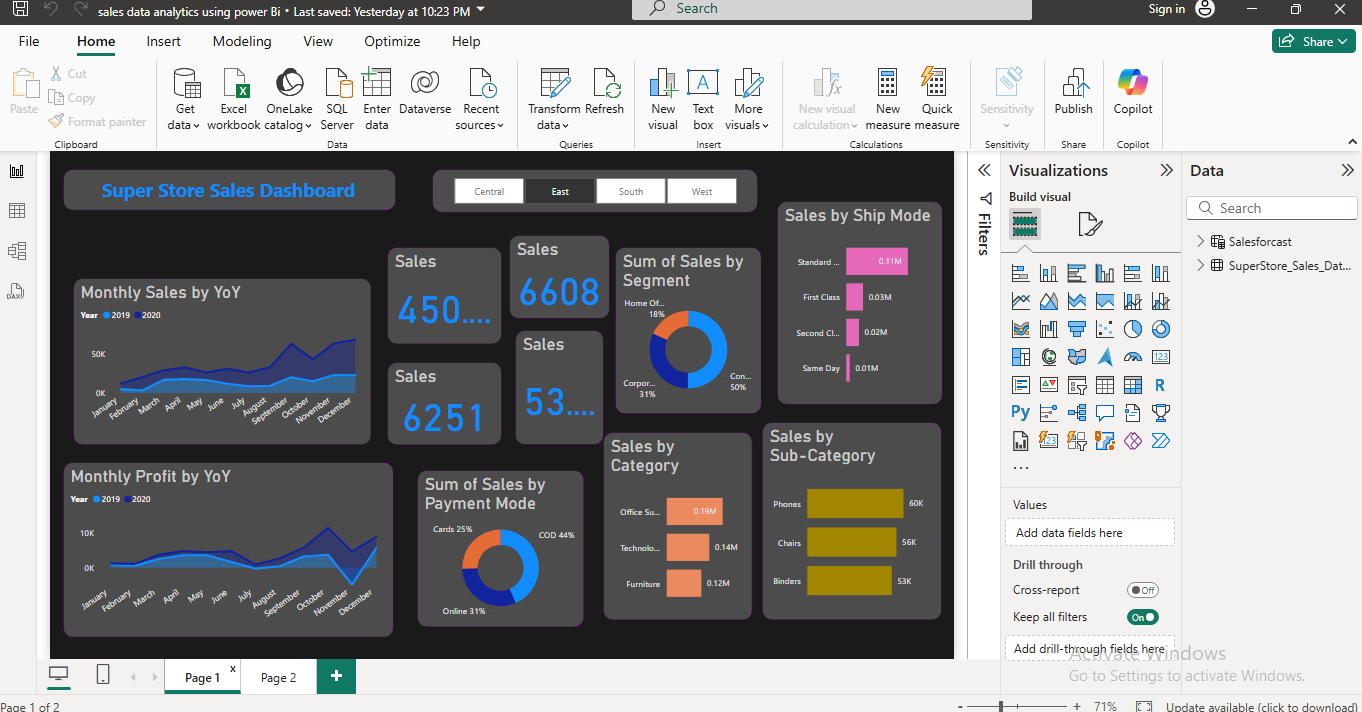 sales data analytics using power Bi • Last saved: Yesterday at 10:23 PM
Search
Sign in
File Home Insert Modeling View Optimize Help
Share
Paste
Cut
Copy
Format painter
Clipboard
Get data
Excel workbook
OneLake catalog
SQL Server
Enter data
Dataverse
Recent sources
Data
Transform data
Refresh
Queries
New visual
Text box
More visuals
Insert
New visual calculation
New measure
Quick measure
Calculations
Sensitivity
Sensitivity
Publish
Share
Copilot
Copilot
Super Store Sales Dashboard
Central East South West
Monthly Sales by YoY
Year 2019 2020
50K
0K
January February March April May June July August September October November December
Monthly Profit by YoY
Year 2019 2020
10K
0K
January February March April May June July August September October November December
Sales
450....
Sales
6608
Sales
6251
Sales
53....
Sum of Sales by
Segment
Home Of...
18%
Con...
50%
Corpor...
31%
Sales by Ship Mode
Standard ... 0.11M
First Class 0.03M
Second Cl... 0.02M
Same Day 0.01M
Sum of Sales by
Payment Mode
Cards 25%
COD 44%
Online 31%
Sales by
Category
Office Su... 0.19M
Technolo... 0.14M
Furniture 0.12M
Sales by
Sub-Category
Phones 60K
Chairs 56K
Binders 53K
Filters
Visualizations
Build visual
123
R
Py
123
Values
Add data fields here
Drill through
Cross-report
Off
Keep all filters
On
Add drill-through fields here
Data
Search
Salesforcast
SuperStore_Sales_Dat...
Activate Windows
Go to Settings to activate Windows.
Page 1 x
Page 2
+
Page 1 of 2
- + 71%
Update available (click to download)